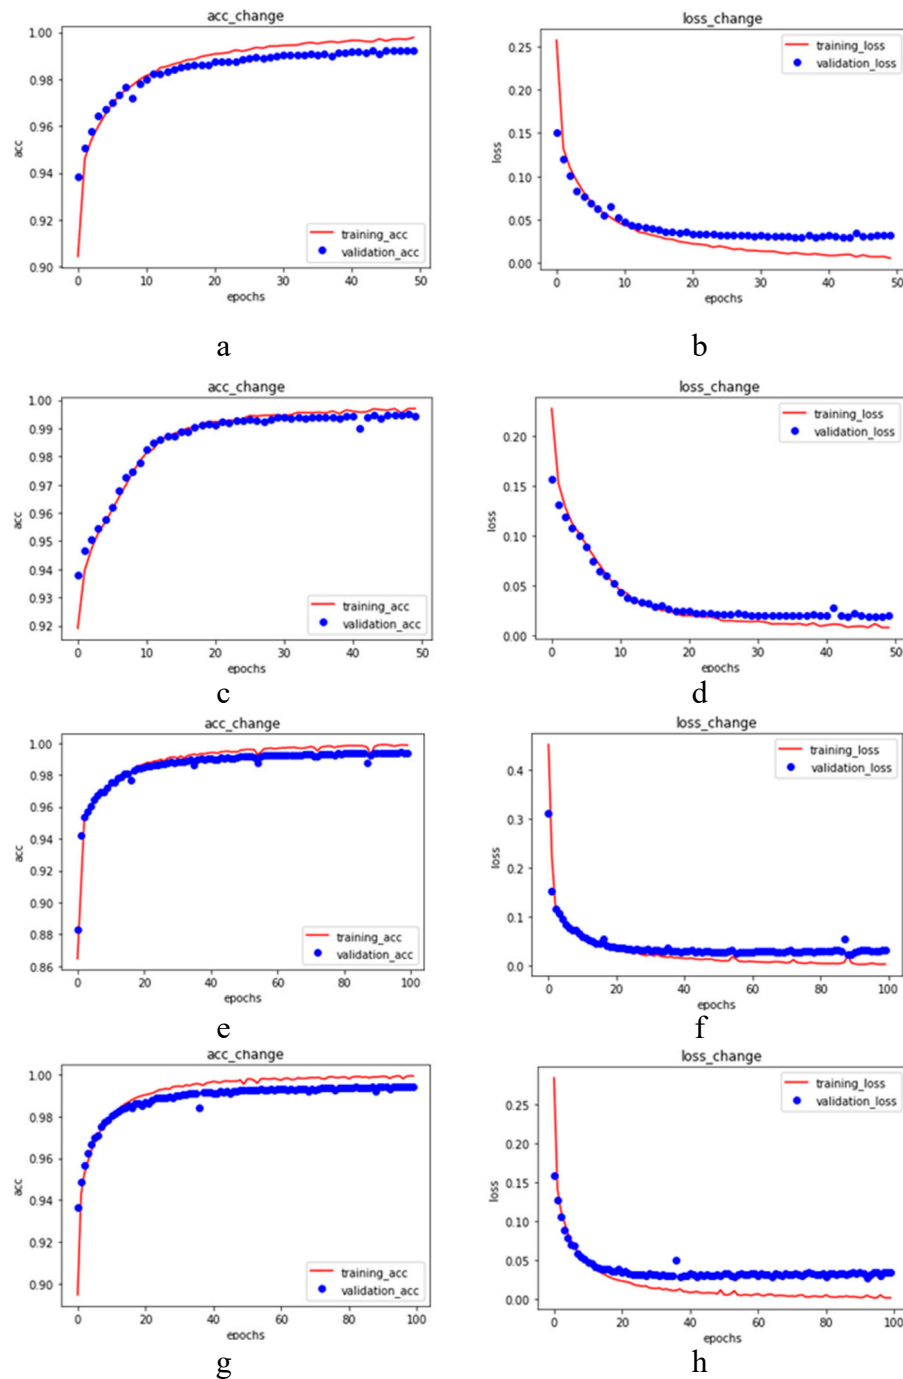 acc_change
1.00
0.98
0.96
0.94
0.92
0.90
acc
training_acc
validation_acc
0 10 20 30 40 50
epochs
a
loss_change
0.25
0.20
0.15
0.10
0.05
0.00
loss
training_loss
validation_loss
0 10 20 30 40 50
epochs
b
acc_change
1.00
0.99
0.98
0.97
0.96
0.95
0.94
0.93
0.92
acc
training_acc
validation_acc
0 10 20 30 40 50
epochs
c
loss_change
0.20
0.15
0.10
0.05
0.00
loss
training_loss
validation_loss
0 10 20 30 40 50
epochs
d
acc_change
1.00
0.98
0.96
0.94
0.92
0.90
0.88
0.86
acc
training_acc
validation_acc
0 20 40 60 80 100
epochs
e
loss_change
0.4
0.3
0.2
0.1
0.0
loss
training_loss
validation_loss
0 20 40 60 80 100
epochs
f
acc_change
1.00
0.98
0.96
0.94
0.92
0.90
acc
training_acc
validation_acc
0 20 40 60 80 100
epochs
g
loss_change
0.25
0.20
0.15
0.10
0.05
0.00
loss
training_loss
validation_loss
0 20 40 60 80 100
epochs
h